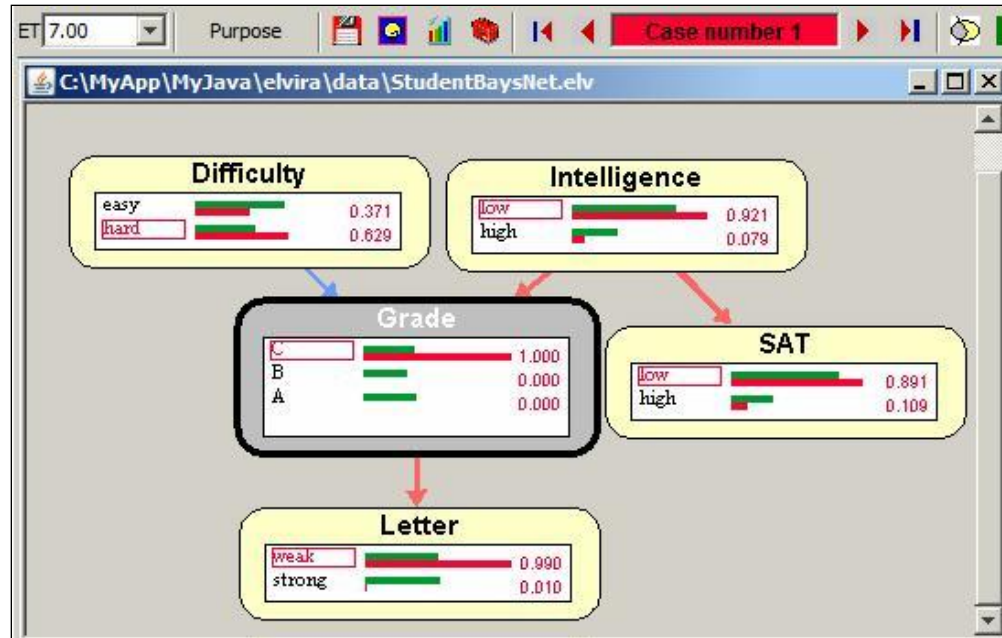 ET 7.00 Purpose Case number 1
C:\MyApp\MyJava\elvira\data\StudentBaysNet.elv
Difficulty
easy 0.371
hard 0.629
Intelligence
low 0.921
high 0.079
Grade
C 1.000
B 0.000
A 0.000
SAT
low 0.891
high 0.109
Letter
weak 0.990
strong 0.010